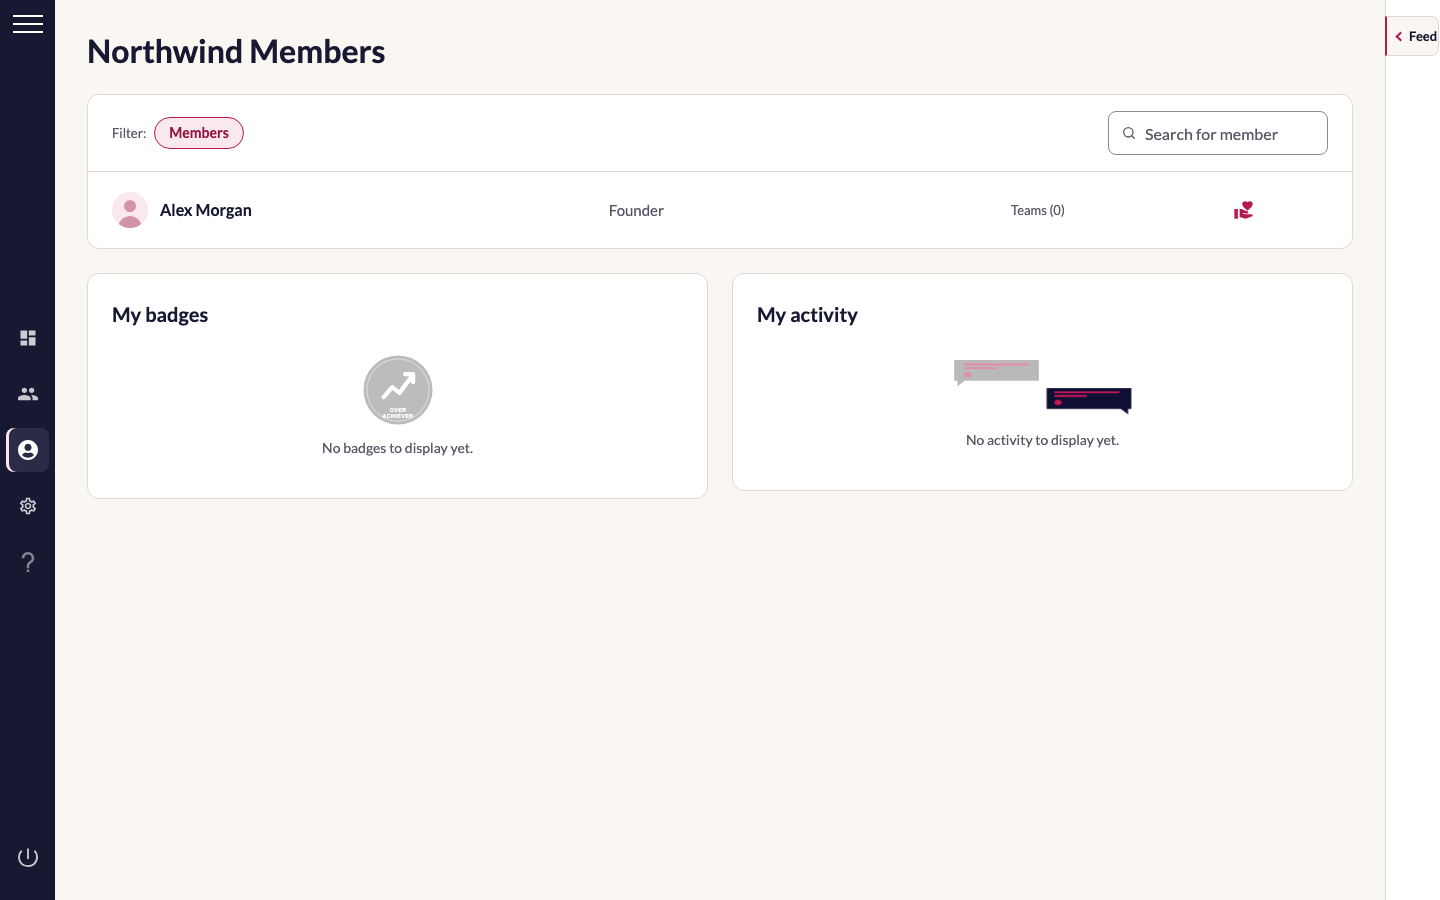 Northwind Members
Feed
Filter: Members
Search for member
Alex Morgan Founder Teams (0)
My badges
OVER
ACHIEVER
No badges to display yet.
My activity
No activity to display yet.